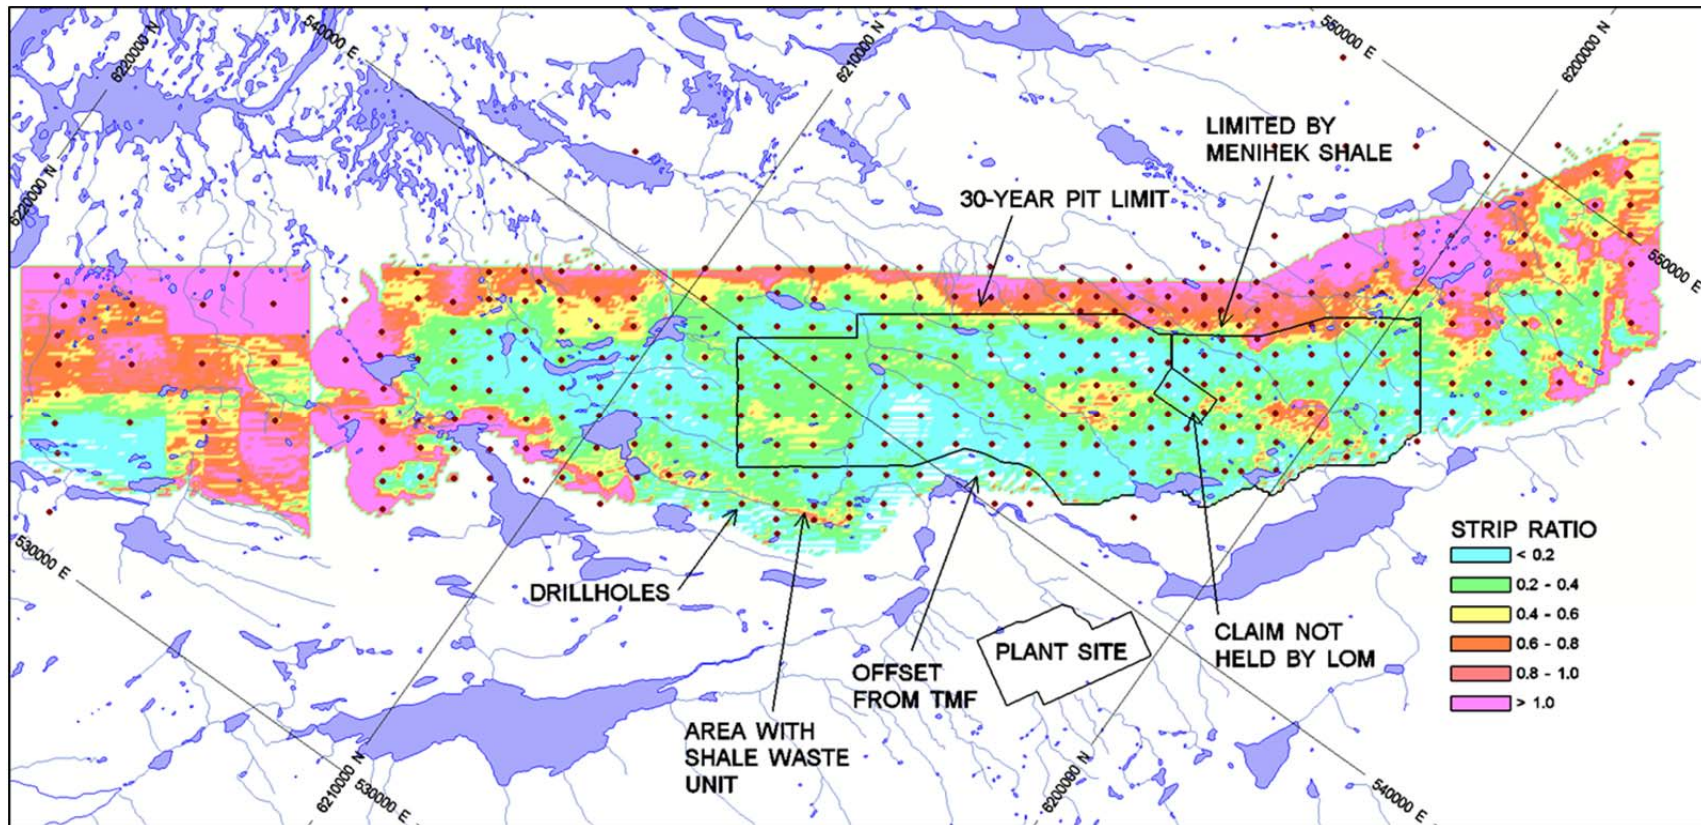 540000 E
6220000 N
6210000 N
550000 E
6200000 N
LIMITED BY
MENIHEK SHALE
30-YEAR PIT LIMIT
6220000 N
550000 E
STRIP RATIO
< 0.2
0.2 - 0.4
0.4 - 0.6
0.6 - 0.8
0.8 - 1.0
> 1.0
530000 E
DRILLHOLES
PLANT SITE
CLAIM NOT
HELD BY LOM
OFFSET
FROM TMF
AREA WITH
SHALE WASTE
UNIT
6210000 N
530000 E
6200000 N
540000 E